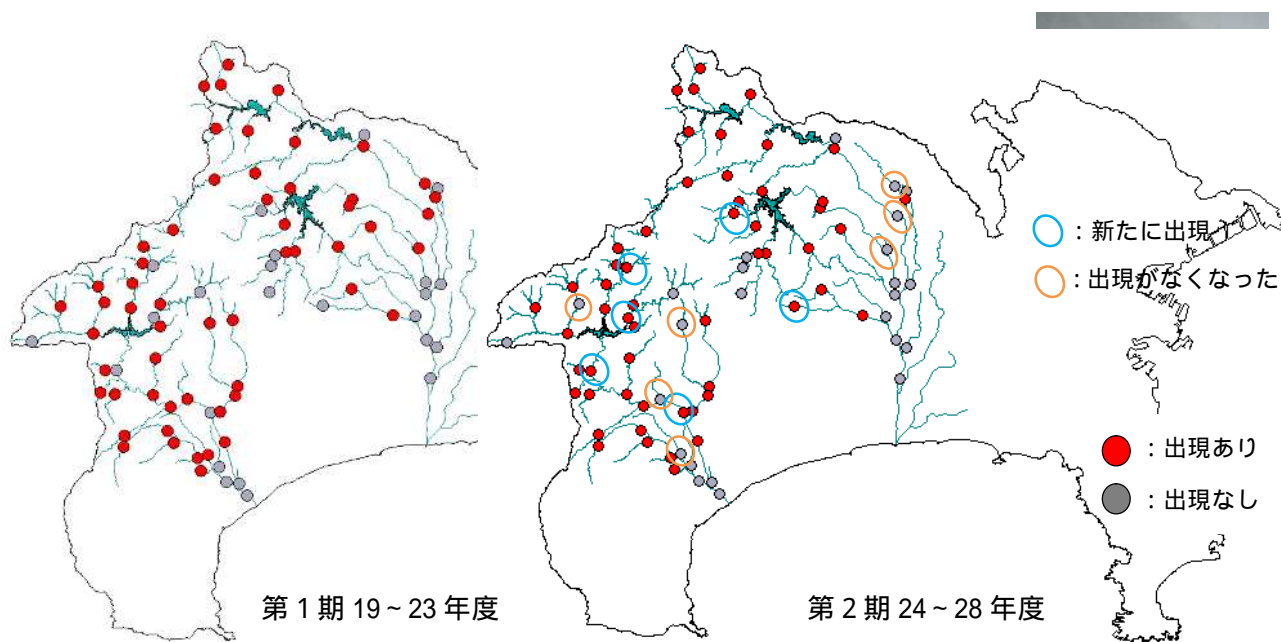 ：新たに出現
：出現がなくなった
：出現あり
：出現なし
第 1 期 19 ~ 23 年度
第 2 期 24 ~ 28 年度